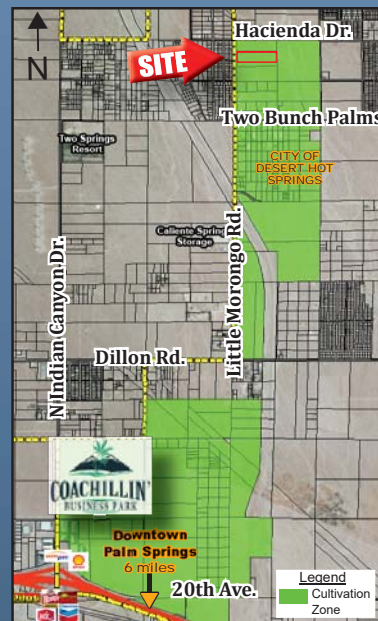 N
Hacienda Dr.
SITE
Two Bunch Palms
Two Springs
Resort
CITY OF
DESERT HOT
SPRINGS
Caliente Springs
Storage
Little Morongo Rd.
N Indian Canyon Dr.
Dillon Rd.
COACHILLIN'
BUSINESS PARK
Downtown
Palm Springs
6 miles
20th Ave.
Legend
Cultivation
Zone